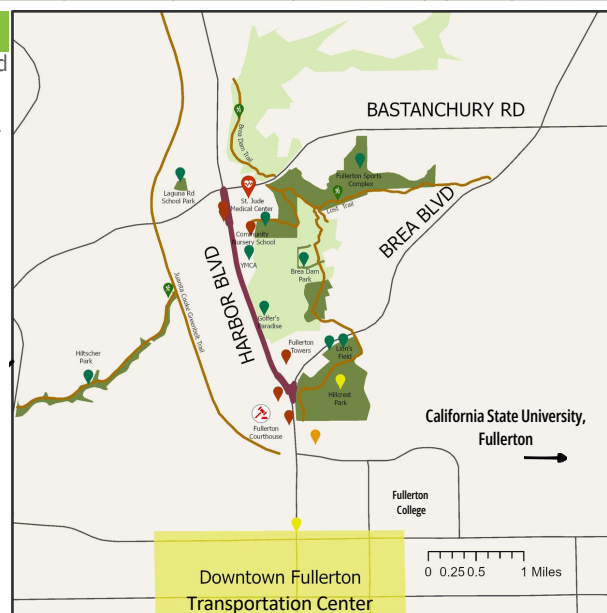 d
BASTANCHURY RD
Brea Dam Trail
Fullerton Sports
Complex
Laguna Rd
School Park
St. Jude
Medical Center
Lost Trail
Community
Nursery School
BREA BLVD
YMCA
Brea Dam
Park
HARBOR BLVD
Juanita Cooke Greenbelt Trail
Golfer's
Paradise
Fullerton
Towers
Lion's
Field
Hiltscher
Park
Hillcrest
Park
Fullerton
Courthouse
California State University,
Fullerton
Fullerton
College
0 0.25 0.5 1 Miles
Downtown Fullerton
Transportation Center